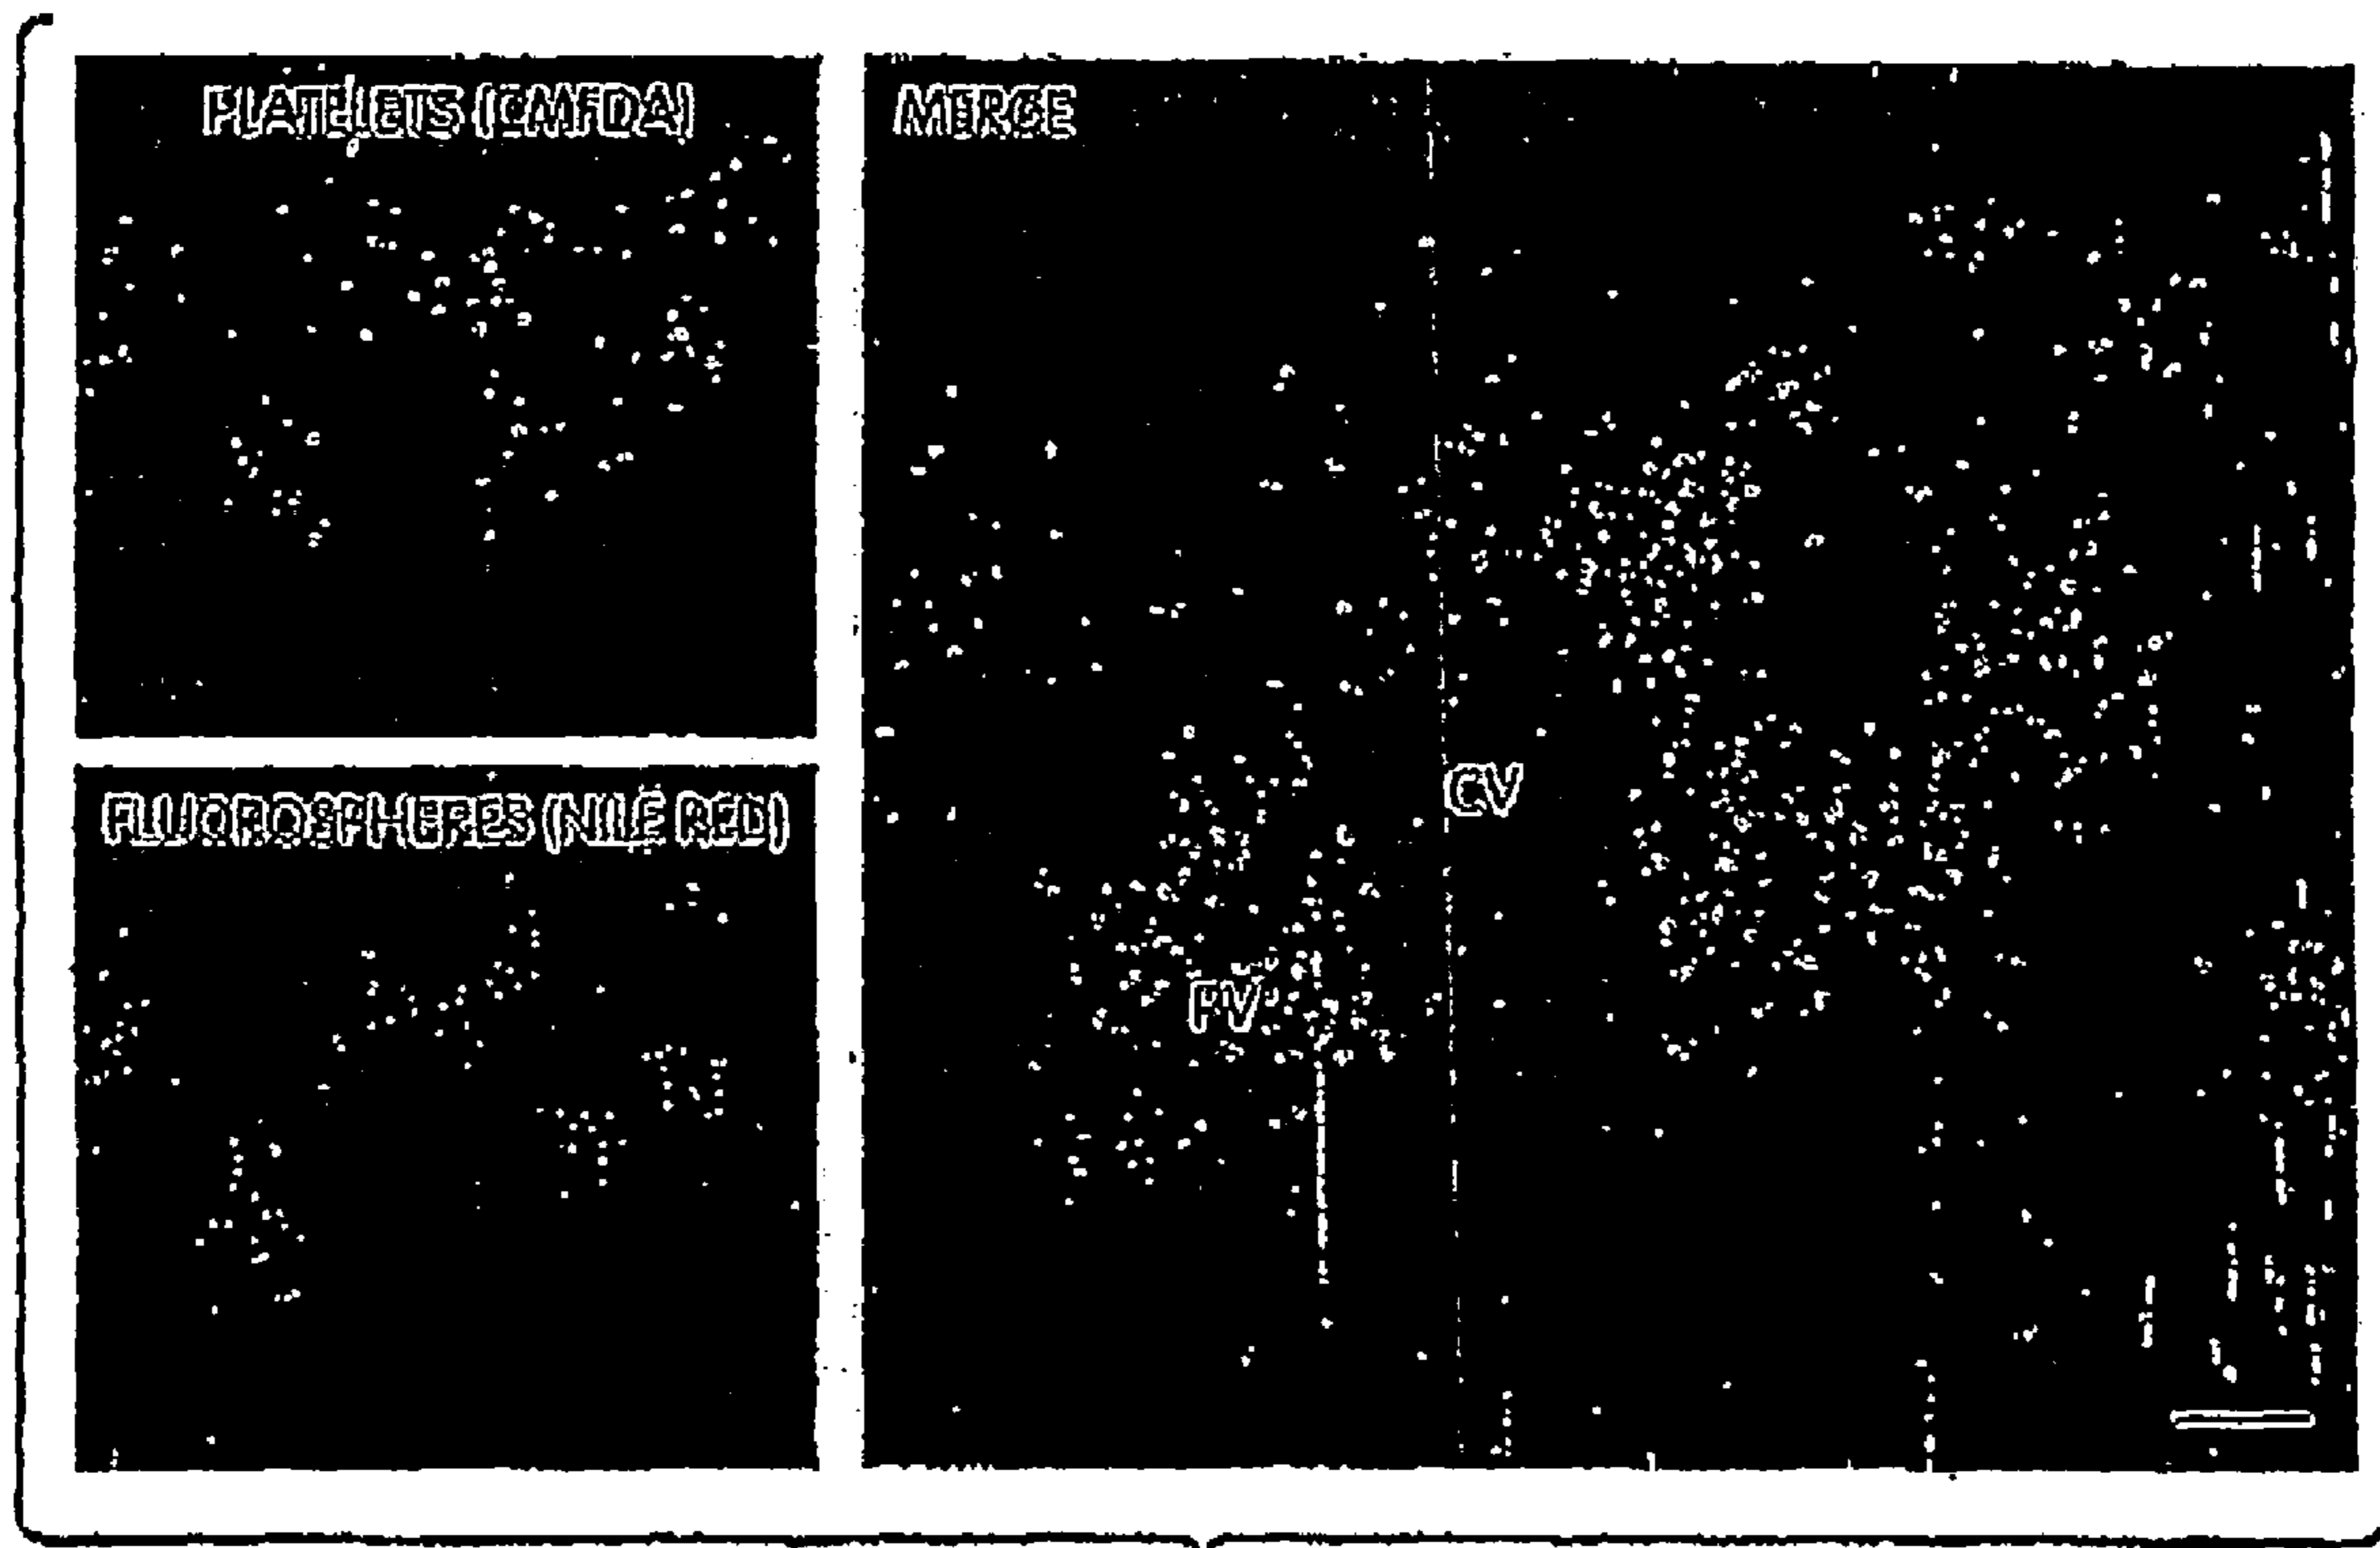 PLATELETS (CMFDA)
MERGE
FLUOROSPHERES (NILE RED)
CV
PV